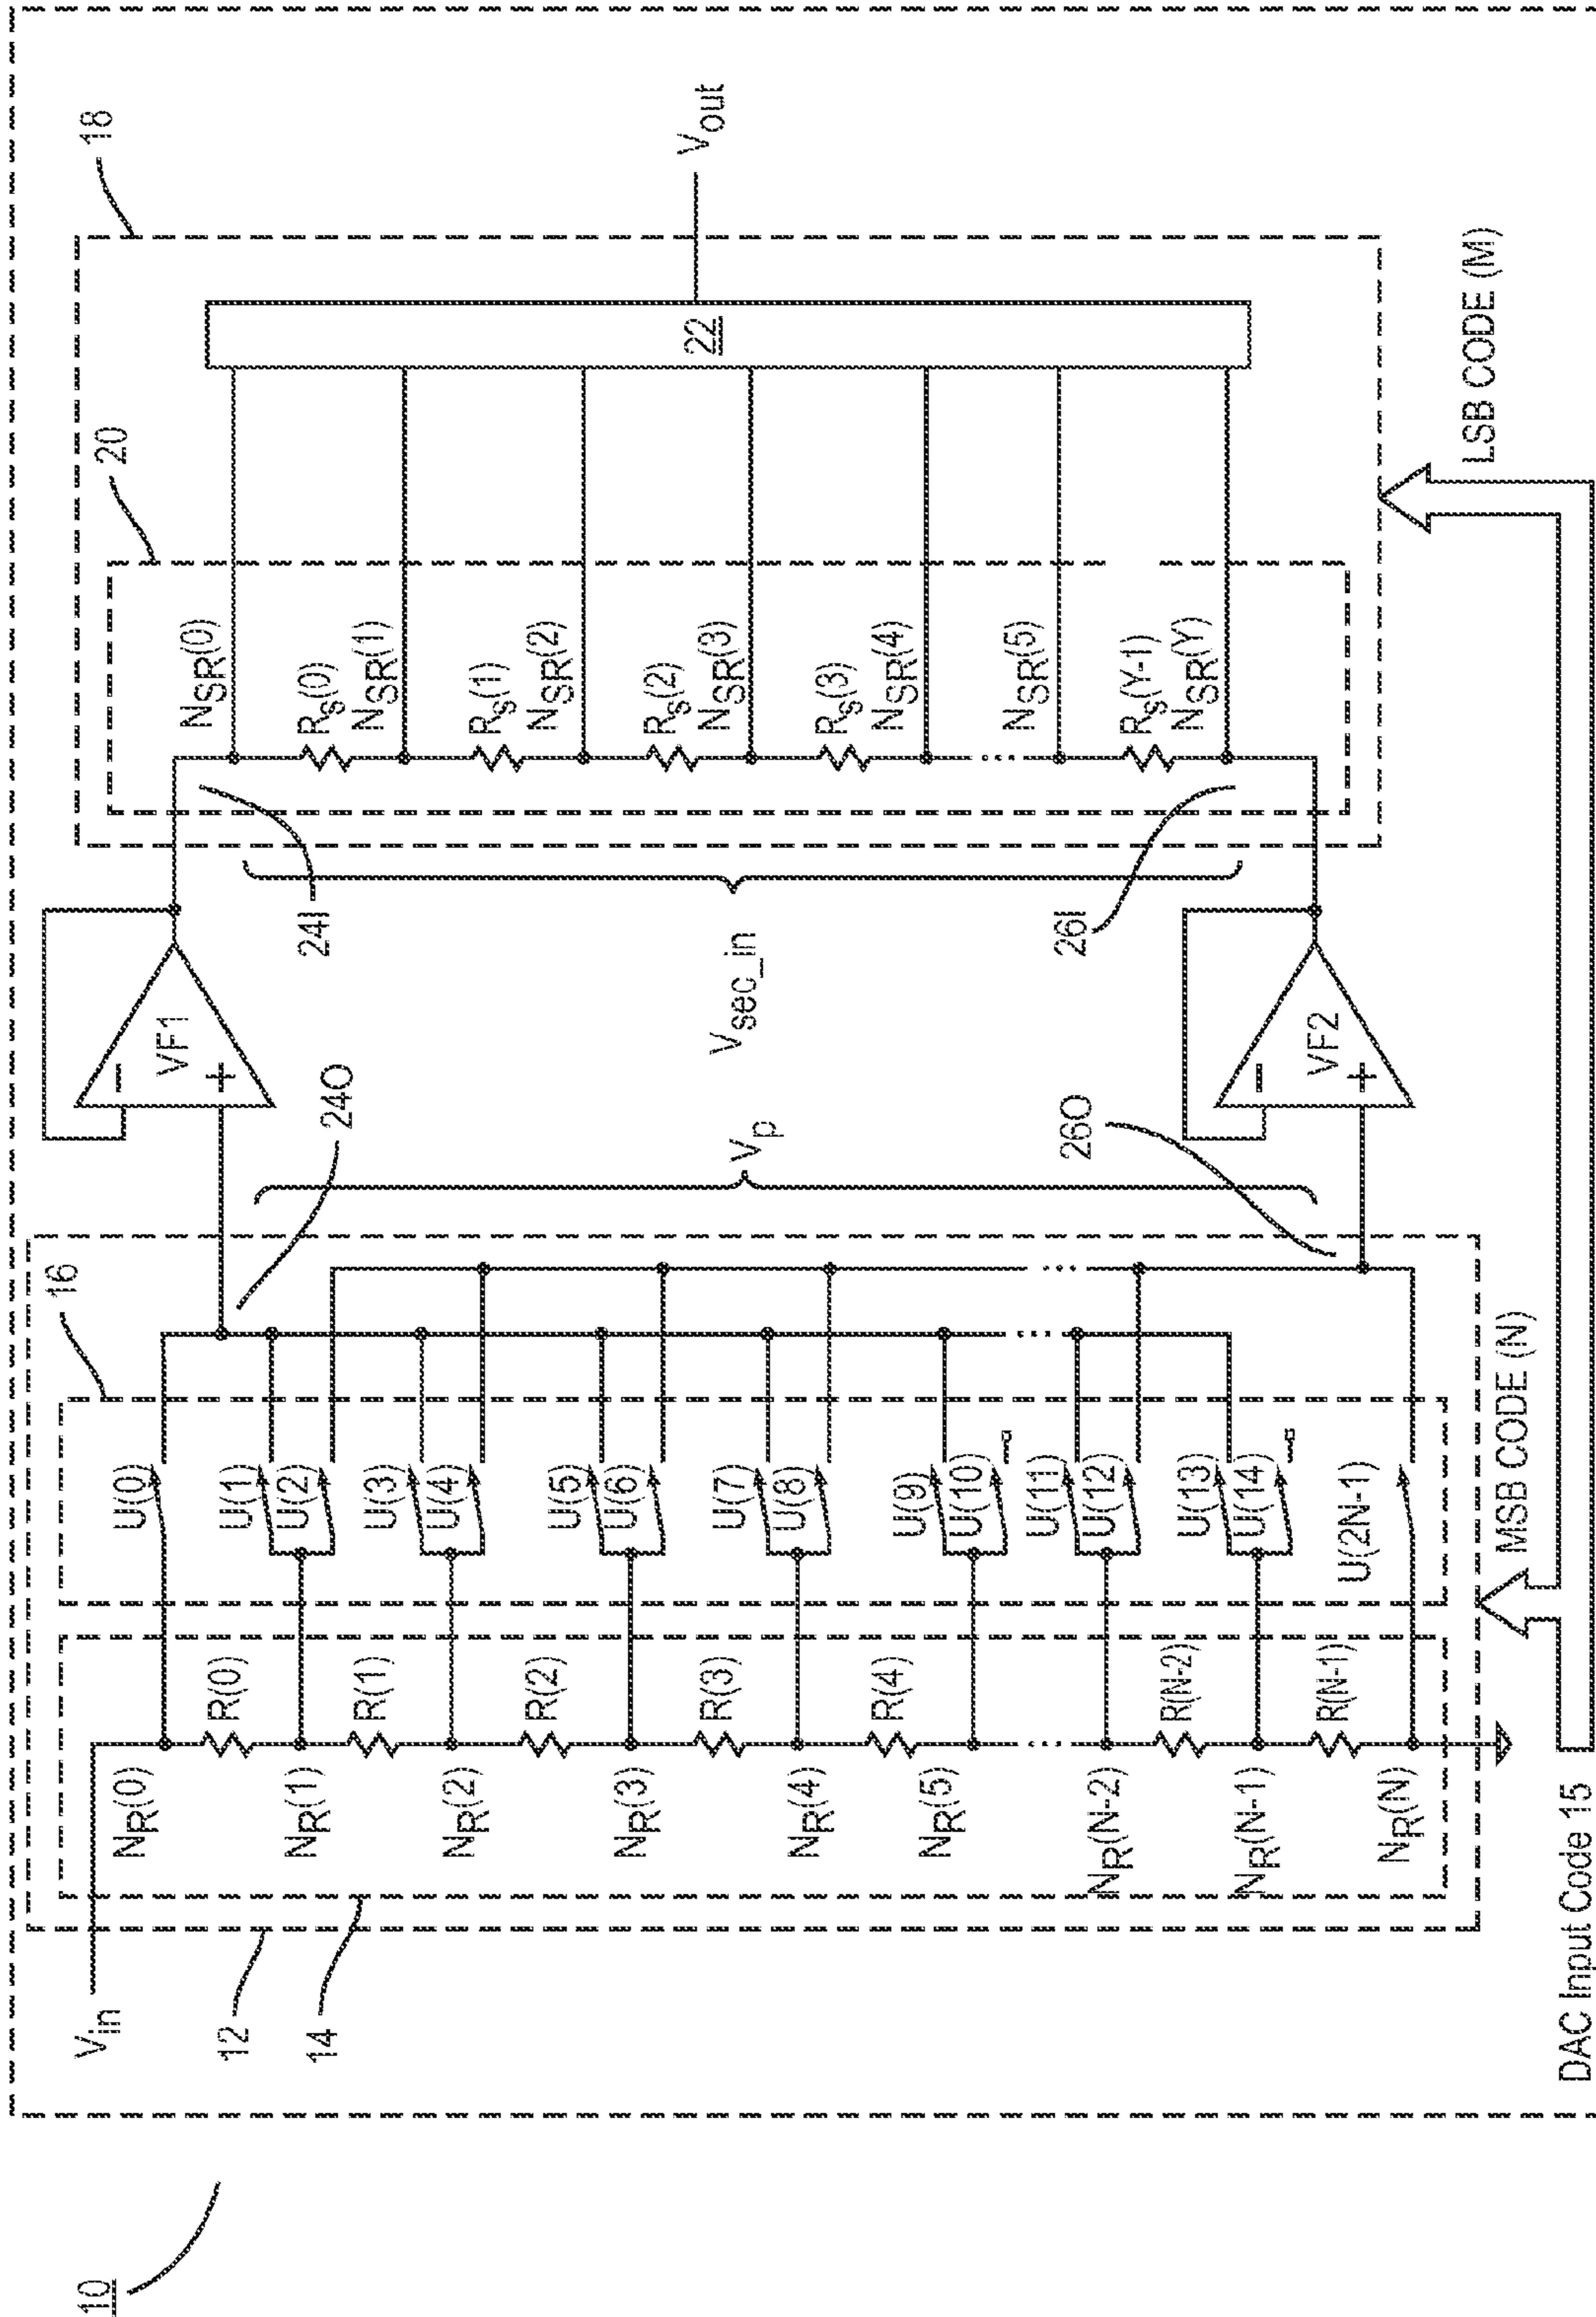 10
V_in
12
14
N_R(0)
N_R(1)
N_R(2)
N_R(3)
N_R(4)
N_R(5)
N_R(N-2)
N_R(N-1)
N_R(N)
R(0)
R(1)
R(2)
R(3)
R(4)
R(N-2)
R(N-1)
U(0)
U(1)
U(2)
U(3)
U(4)
U(5)
U(6)
U(7)
U(8)
U(9)
U(10)
U(11)
U(12)
U(13)
U(14)
U(2N-1)
16
24O
V_p
26O
VF1
− +
VF2
− +
24I
V_sec_in
26I
20
N_SR(0)
R_s(0)
N_SR(1)
R_s(1)
N_SR(2)
R_s(2)
N_SR(3)
R_s(3)
N_SR(4)
N_SR(5)
R_s(Y-1)
N_SR(Y)
22
18
V_out
DAC Input Code 15
MSB CODE (N)
LSB CODE (M)